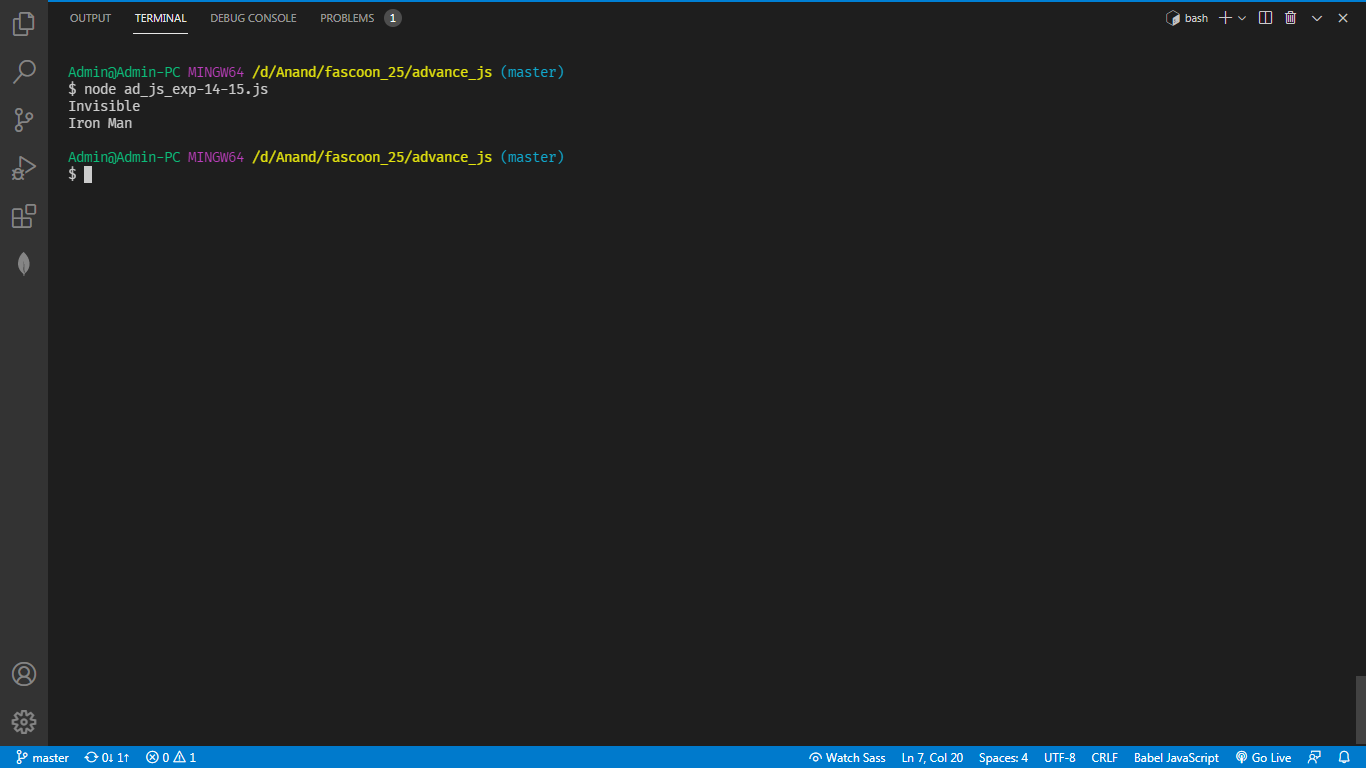 OUTPUT TERMINAL DEBUG CONSOLE PROBLEMS 1 bash
Admin@Admin-PC MINGW64 /d/Anand/fascoon_25/advance_js (master)
$ node ad_js_exp-14-15.js
Invisible
Iron Man
Admin@Admin-PC MINGW64 /d/Anand/fascoon_25/advance_js (master)
$
master 0↓ 1↑ 0 1 Watch Sass Ln 7, Col 20 Spaces: 4 UTF-8 CRLF Babel JavaScript Go Live